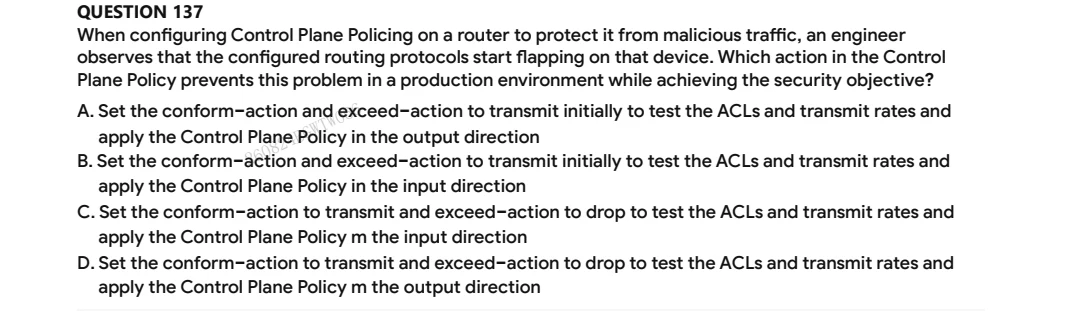 QUESTION 137
When configuring Control Plane Policing on a router to protect it from malicious traffic, an engineer
observes that the configured routing protocols start flapping on that device. Which action in the Control
Plane Policy prevents this problem in a production environment while achieving the security objective?
A. Set the conform-action and exceed-action to transmit initially to test the ACLs and transmit rates and
apply the Control Plane Policy in the output direction
B. Set the conform-action and exceed-action to transmit initially to test the ACLs and transmit rates and
apply the Control Plane Policy in the input direction
C. Set the conform-action to transmit and exceed-action to drop to test the ACLs and transmit rates and
apply the Control Plane Policy m the input direction
D. Set the conform-action to transmit and exceed-action to drop to test the ACLs and transmit rates and
apply the Control Plane Policy m the output direction